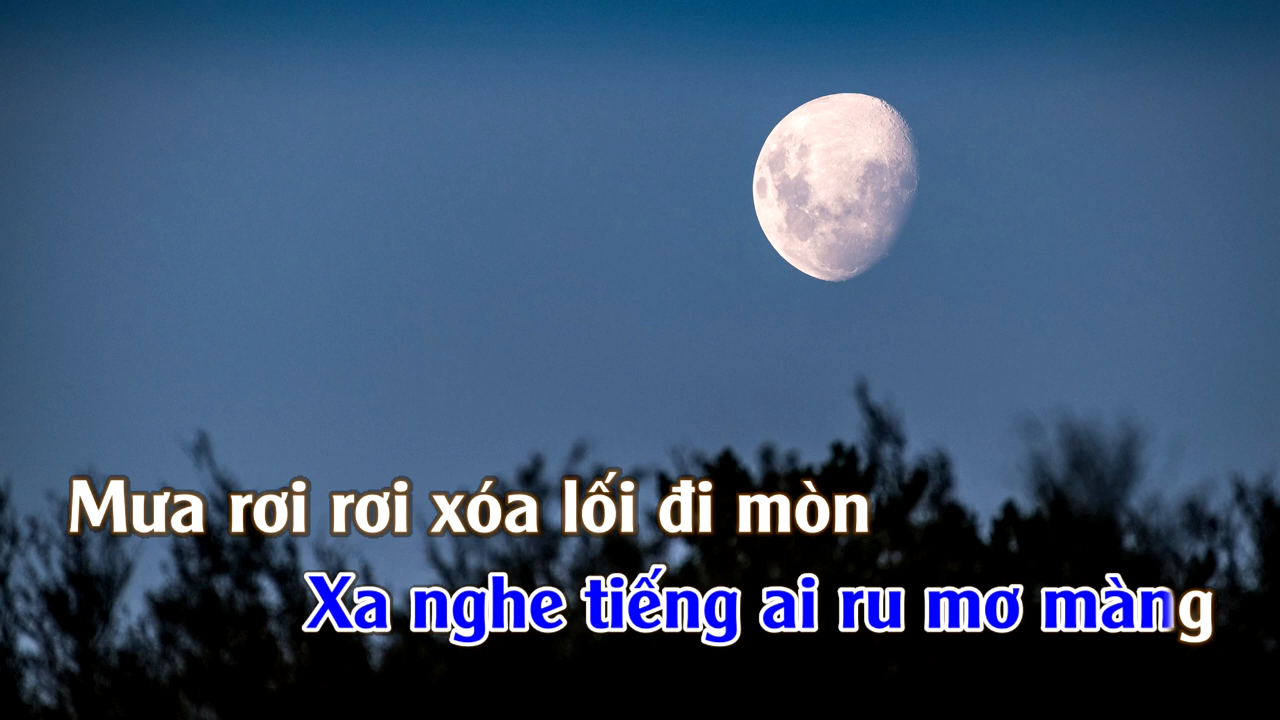 Mưa rơi rơi xóa lối đi mòn
Xa nghe tiếng ai ru mơ màng